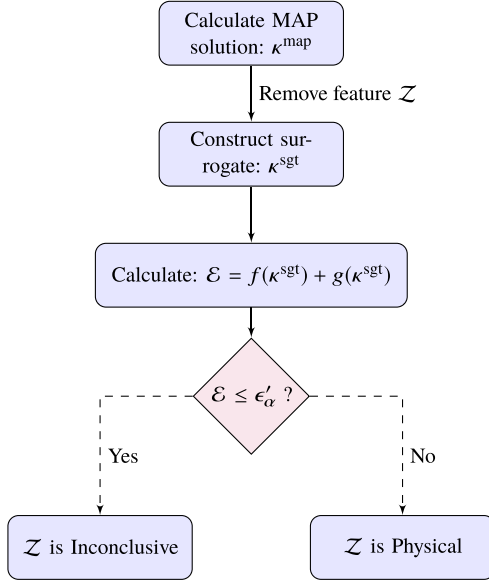 Calculate MAP
solution: κ^map
Remove feature 𝒵
Construct sur-
rogate: κ^sgt
Calculate: ℰ = f(κ^sgt) + g(κ^sgt)
ℰ ≤ ϵ′_α ?
Yes
No
𝒵 is Inconclusive
𝒵 is Physical